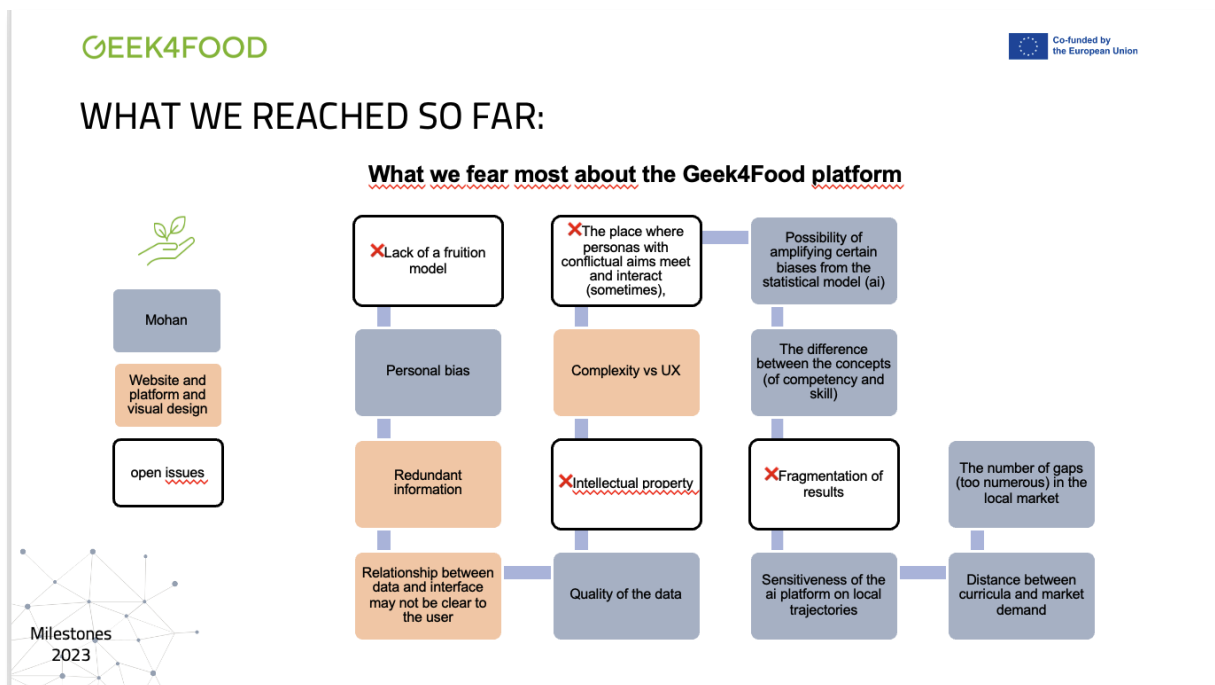 GEEK4FOOD
Co-funded by
the European Union
WHAT WE REACHED SO FAR:
What we fear most about the Geek4Food platform
Mohan
Website and
platform and
visual design
open issues
❌Lack of a fruition
model
Personal bias
Redundant
information
Relationship between
data and interface
may not be clear to
the user
❌The place where
personas with
conflictual aims meet
and interact
(sometimes),
Complexity vs UX
❌Intellectual property
Quality of the data
Possibility of
amplifying certain
biases from the
statistical model (ai)
The difference
between the concepts
(of competency and
skill)
❌Fragmentation of
results
Sensitiveness of the
ai platform on local
trajectories
The number of gaps
(too numerous) in the
local market
Distance between
curricula and market
demand
Milestones
2023